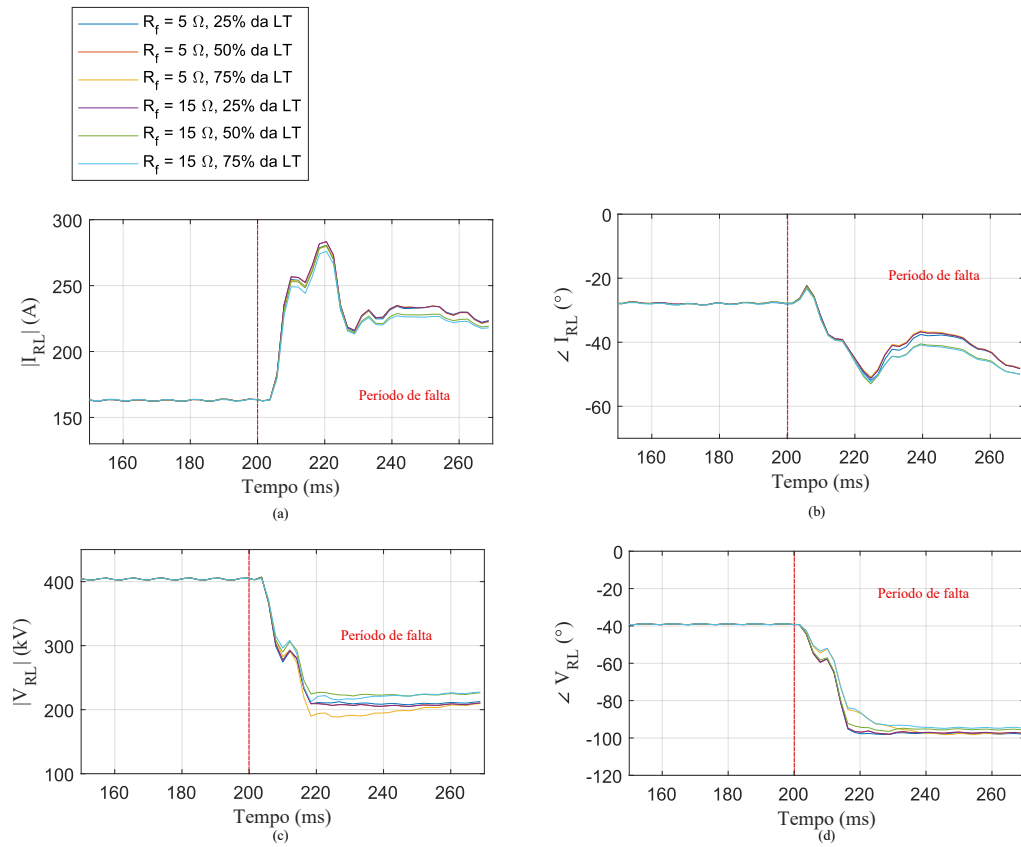 R_f = 5 Ω, 25% da LT
R_f = 5 Ω, 50% da LT
R_f = 5 Ω, 75% da LT
R_f = 15 Ω, 25% da LT
R_f = 15 Ω, 50% da LT
R_f = 15 Ω, 75% da LT
300
250
200
150
|I_RL| (A)
Período de falta
160 180 200 220 240 260
Tempo (ms)
(a)
0
-20
-40
-60
∠ I_RL (°)
Período de falta
160 180 200 220 240 260
Tempo (ms)
(b)
400
300
200
100
|V_RL| (kV)
Período de falta
160 180 200 220 240 260
Tempo (ms)
(c)
0
-20
-40
-60
-80
-100
-120
∠ V_RL (°)
Período de falta
160 180 200 220 240 260
Tempo (ms)
(d)